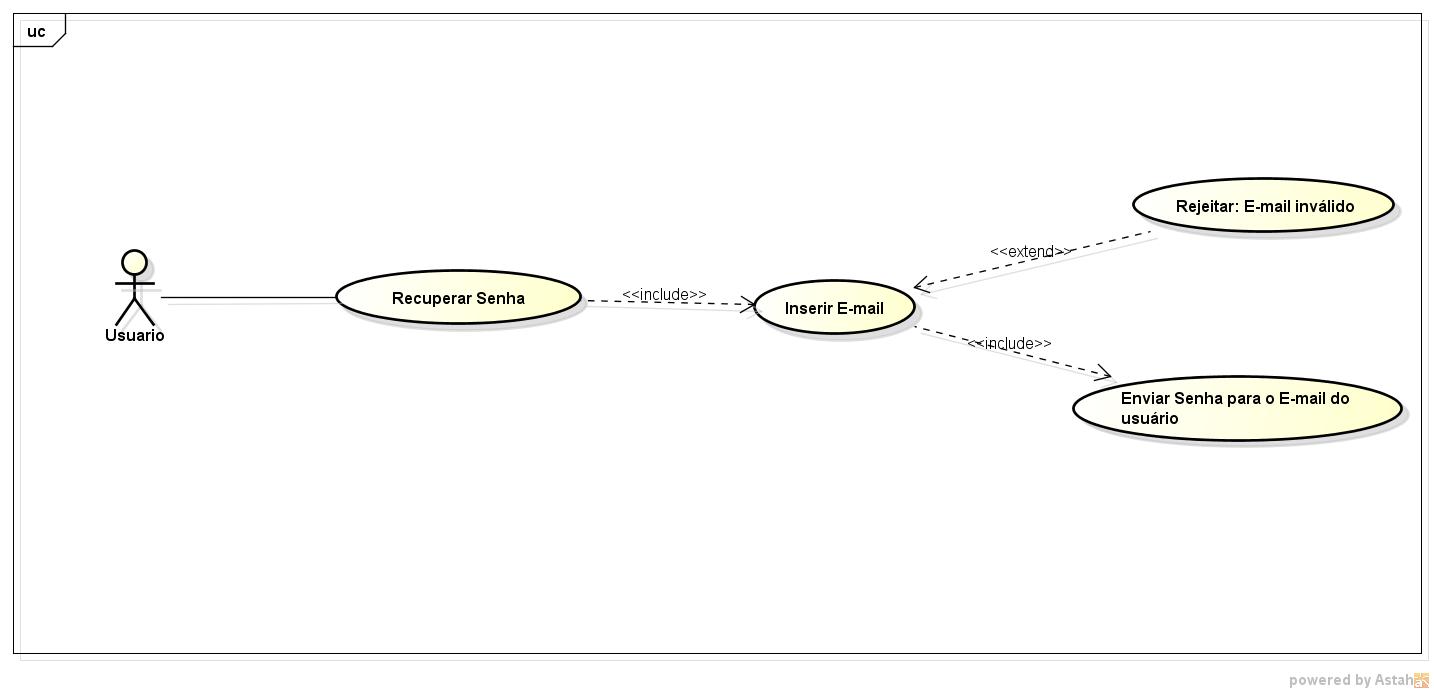 uc
Rejeitar: E-mail inválido
<<extend>>
Recuperar Senha
<<include>>
Inserir E-mail
Usuario
<<include>>
Enviar Senha para o E-mail do
usuário
powered by Astah